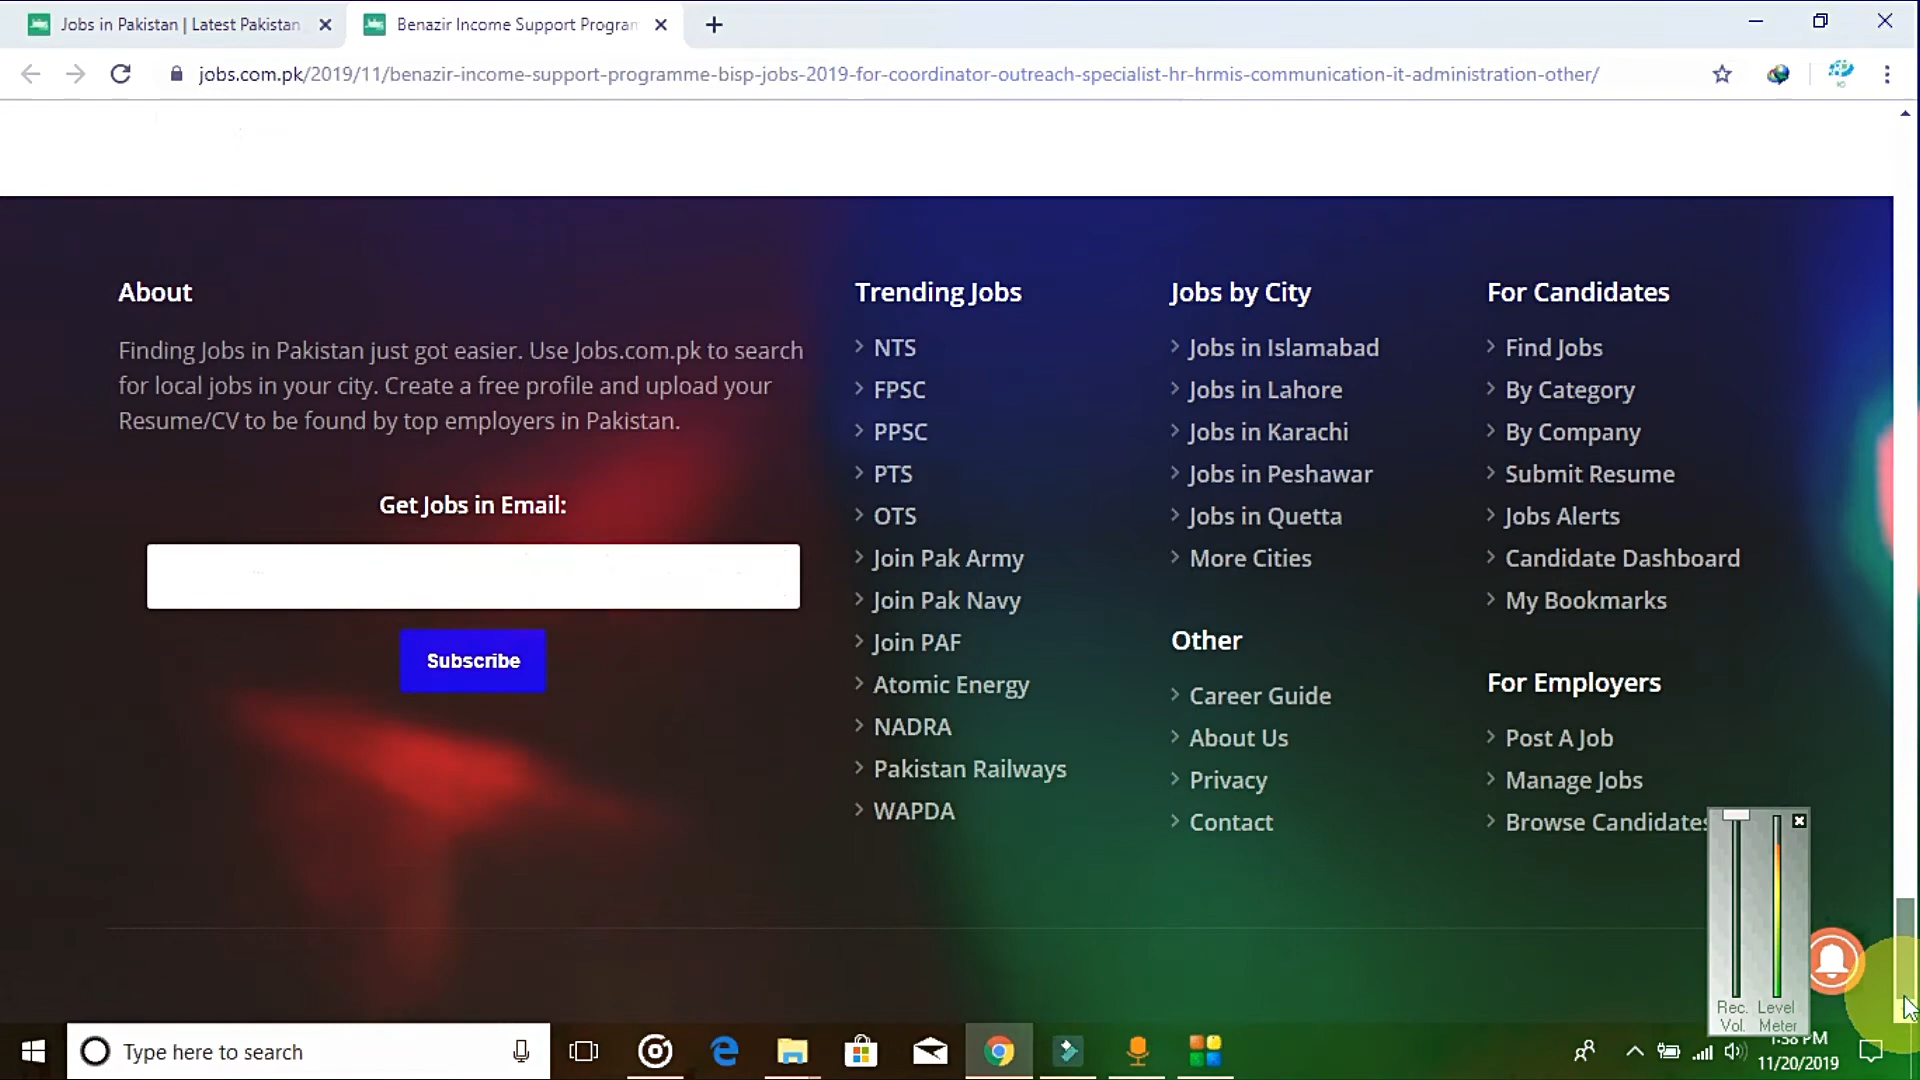 Jobs in Pakistan | Latest Pakistan
Benazir Income Support Program
jobs.com.pk/2019/11/benazir-income-support-programme-bisp-jobs-2019-for-coordinator-outreach-specialist-hr-hrmis-communication-it-administration-other/
About
Finding Jobs in Pakistan just got easier. Use Jobs.com.pk to search
for local jobs in your city. Create a free profile and upload your
Resume/CV to be found by top employers in Pakistan.
Get Jobs in Email:
Subscribe
Trending Jobs
NTS
FPSC
PPSC
PTS
OTS
Join Pak Army
Join Pak Navy
Join PAF
Atomic Energy
NADRA
Pakistan Railways
WAPDA
Jobs by City
Jobs in Islamabad
Jobs in Lahore
Jobs in Karachi
Jobs in Peshawar
Jobs in Quetta
More Cities
Other
Career Guide
About Us
Privacy
Contact
For Candidates
Find Jobs
By Category
By Company
Submit Resume
Jobs Alerts
Candidate Dashboard
My Bookmarks
For Employers
Post A Job
Manage Jobs
Browse Candidates
Rec. Level
Vol. Meter
Type here to search
1:58 PM
11/20/2019